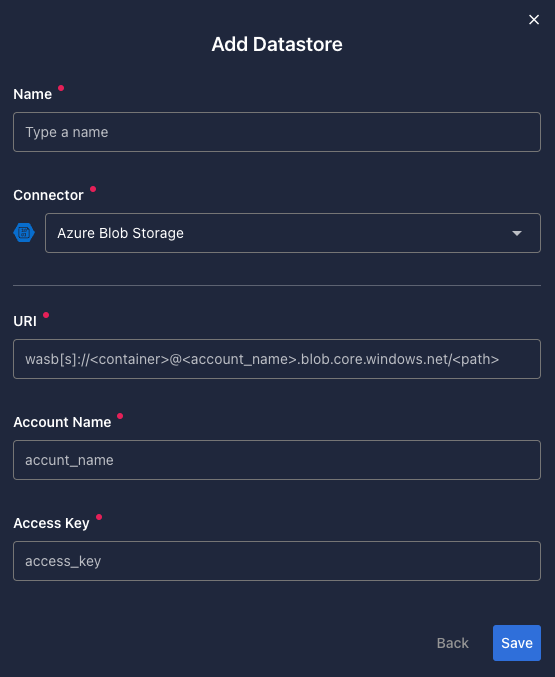 Add Datastore
Name
Type a name
Connector
Azure Blob Storage
URI
wasb[s]://<container>@<account_name>.blob.core.windows.net/<path>
Account Name
accunt_name
Access Key
access_key
Back
Save